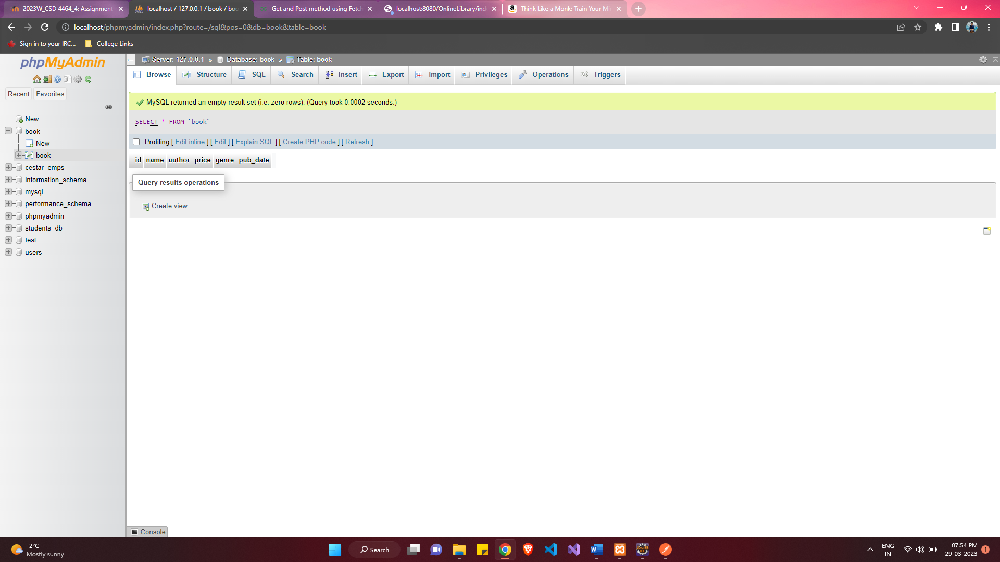 2023W_CSD 4464_4: Assignment
localhost / 127.0.0.1 / book / boo
Get and Post method using Fetch
localhost:8080/OnlineLibrary/ind
Think Like a Monk: Train Your Mi
localhost/phpmyadmin/index.php?route=/sql&pos=0&db=book&table=book
Sign in to your IRC...
College Links
phpMyAdmin
Recent
Favorites
New
book
New
book
cestar_emps
information_schema
mysql
performance_schema
phpmyadmin
students_db
test
users
Server: 127.0.0.1 » Database: book » Table: book
Browse
Structure
SQL
Search
Insert
Export
Import
Privileges
Operations
Triggers
MySQL returned an empty result set (i.e. zero rows). (Query took 0.0002 seconds.)
SELECT * FROM `book`
Profiling [ Edit inline ] [ Edit ] [ Explain SQL ] [ Create PHP code ] [ Refresh ]
id name author price genre pub_date
Query results operations
Create view
Console
-2°C
Mostly sunny
Search
ENG
IN
07:54 PM
29-03-2023
1